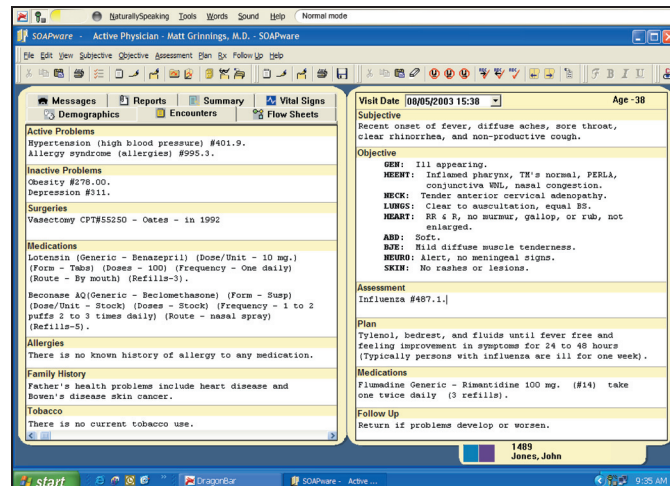 NaturallySpeaking Tools Words Sound Help Normal mode
SOAPware - Active Physician - Matt Grinnings, M.D. - SOAPware
File Edit View Subjective Objective Assessment Plan Rx Follow Up Help
F B I U
Messages Reports Summary Vital Signs
Demographics Encounters Flow Sheets
Active Problems
Hypertension (high blood pressure) #401.9.
Allergy syndrome (allergies) #995.3.
Inactive Problems
Obesity #278.00.
Depression #311.
Surgeries
Vasectomy CPT#55250 - Oates - in 1992
Medications
Lotensin (Generic - Benazepril) (Dose/Unit - 10 mg.)
(Form - Tabs) (Doses - 100) (Frequency - One daily)
(Route - By mouth) (Refills-3).
Beconase AQ(Generic - Beclomethasone) (Form - Susp)
(Dose/Unit - Stock) (Doses - Stock) (Frequency - 1 to 2
puffs 2 to 3 times daily) (Route - nasal spray)
(Refills-5).
Allergies
There is no known history of allergy to any medication.
Family History
Father's health problems include heart disease and
Bowen's disease skin cancer.
Tobacco
There is no current tobacco use.
Visit Date 08/05/2003 15:38 Age -38
Subjective
Recent onset of fever, diffuse aches, sore throat,
clear rhinorrhea, and non-productive cough.
Objective
GEN: Ill appearing.
HEENT: Inflamed pharynx, TM's normal, PERLA,
conjunctiva WNL, nasal congestion.
NECK: Tender anterior cervical adenopathy.
LUNGS: Clear to auscultation, equal BS.
HEART: RR & R, no murmur, gallop, or rub, not
enlarged.
ABD: Soft.
BJE: Mild diffuse muscle tenderness.
NEURO: Alert, no meningeal signs.
SKIN: No rashes or lesions.
Assessment
Influenza #487.1.
Plan
Tylenol, bedrest, and fluids until fever free and
feeling improvement in symptoms for 24 to 48 hours
(Typically persons with influenza are ill for one week).
Medications
Flumadine Generic - Rimantidine 100 mg. (#14) take
one twice daily (3 refills).
Follow Up
Return if problems develop or worsen.
1489
Jones, John
start DragonBar SOAPware - Active ... 9:35 AM